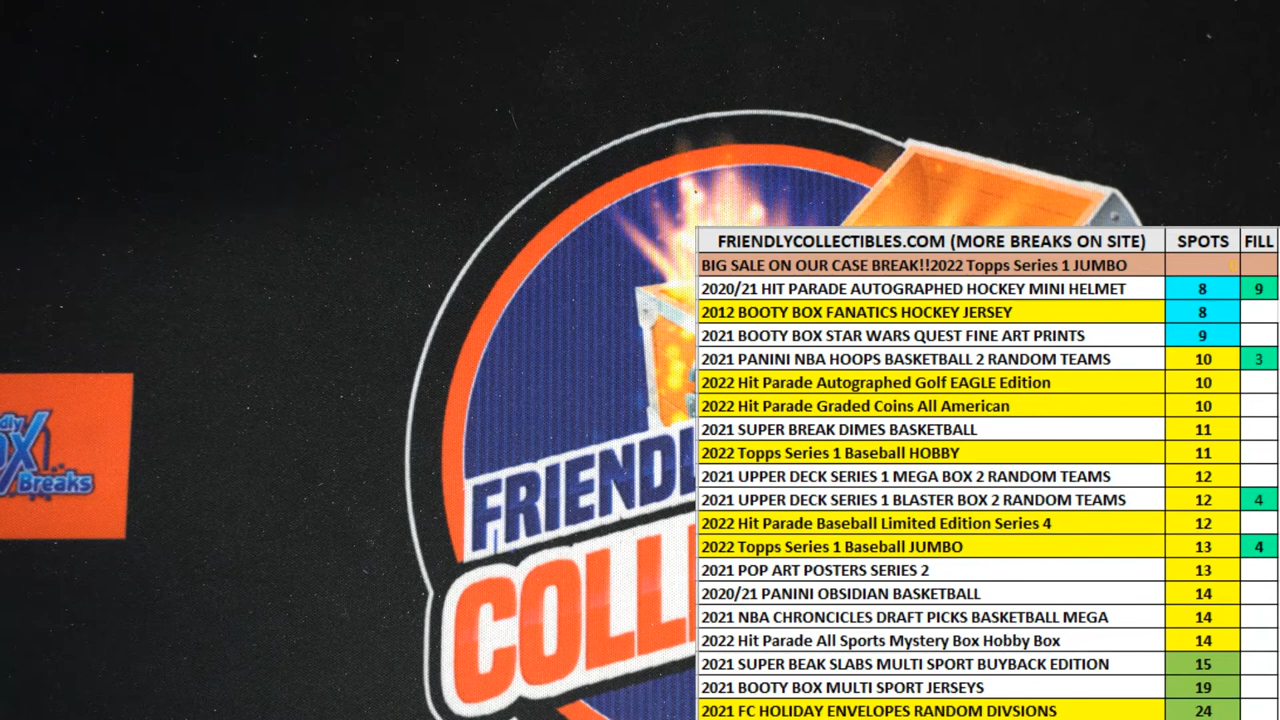 dly
X
Breaks
FRIEND
COLL
FRIENDLYCOLLECTIBLES.COM (MORE BREAKS ON SITE) SPOTS FILL
BIG SALE ON OUR CASE BREAK!!2022 Topps Series 1 JUMBO
2020/21 HIT PARADE AUTOGRAPHED HOCKEY MINI HELMET 8 9
2012 BOOTY BOX FANATICS HOCKEY JERSEY 8
2021 BOOTY BOX STAR WARS QUEST FINE ART PRINTS 9
2021 PANINI NBA HOOPS BASKETBALL 2 RANDOM TEAMS 10 3
2022 Hit Parade Autographed Golf EAGLE Edition 10
2022 Hit Parade Graded Coins All American 10
2021 SUPER BREAK DIMES BASKETBALL 11
2022 Topps Series 1 Baseball HOBBY 11
2021 UPPER DECK SERIES 1 MEGA BOX 2 RANDOM TEAMS 12
2021 UPPER DECK SERIES 1 BLASTER BOX 2 RANDOM TEAMS 12 4
2022 Hit Parade Baseball Limited Edition Series 4 12
2022 Topps Series 1 Baseball JUMBO 13 4
2021 POP ART POSTERS SERIES 2 13
2020/21 PANINI OBSIDIAN BASKETBALL 14
2021 NBA CHRONCICLES DRAFT PICKS BASKETBALL MEGA 14
2022 Hit Parade All Sports Mystery Box Hobby Box 14
2021 SUPER BEAK SLABS MULTI SPORT BUYBACK EDITION 15
2021 BOOTY BOX MULTI SPORT JERSEYS 19
2021 FC HOLIDAY ENVELOPES RANDOM DIVSIONS 24